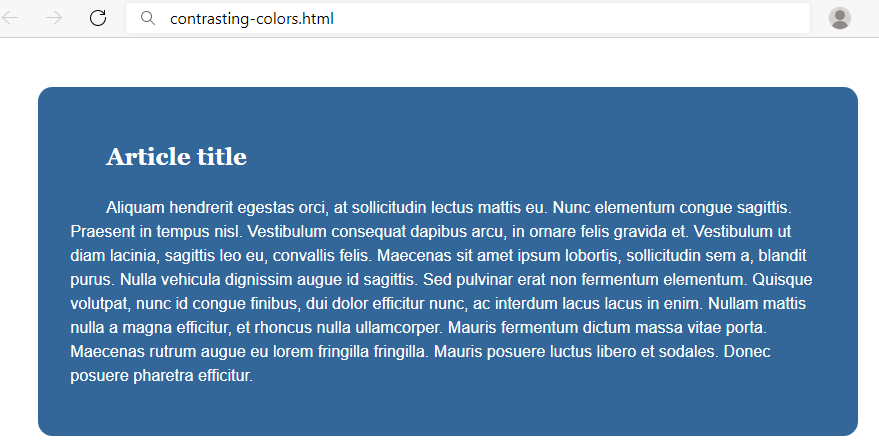 contrasting-colors.html
Article title
Aliquam hendrerit egestas orci, at sollicitudin lectus mattis eu. Nunc elementum congue sagittis.
Praesent in tempus nisl. Vestibulum consequat dapibus arcu, in ornare felis gravida et. Vestibulum ut
diam lacinia, sagittis leo eu, convallis felis. Maecenas sit amet ipsum lobortis, sollicitudin sem a, blandit
purus. Nulla vehicula dignissim augue id sagittis. Sed pulvinar erat non fermentum elementum. Quisque
volutpat, nunc id congue finibus, dui dolor efficitur nunc, ac interdum lacus lacus in enim. Nullam mattis
nulla a magna efficitur, et rhoncus nulla ullamcorper. Mauris fermentum dictum massa vitae porta.
Maecenas rutrum augue eu lorem fringilla fringilla. Mauris posuere luctus libero et sodales. Donec
posuere pharetra efficitur.